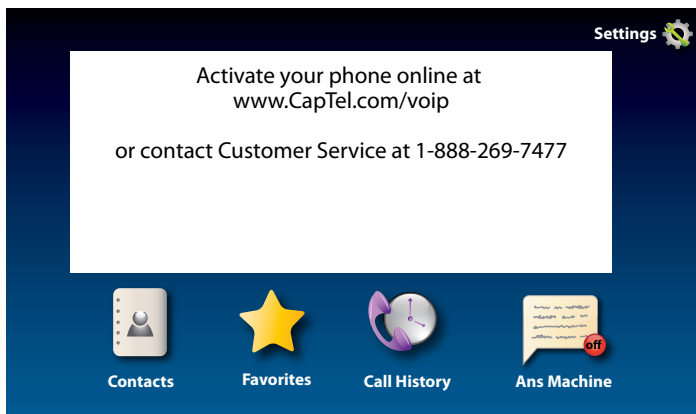 Settings
Activate your phone online at
www.CapTel.com/voip
or contact Customer Service at 1-888-269-7477
off
Contacts
Favorites
Call History
Ans Machine